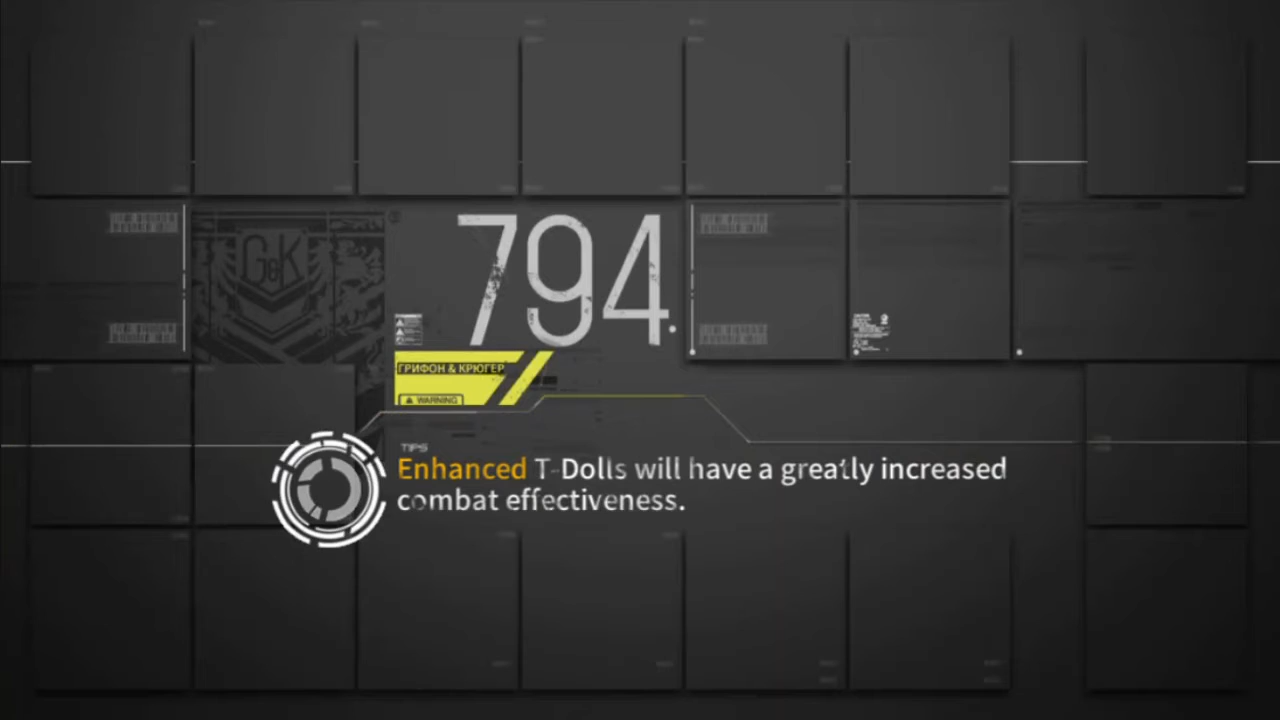 G&K
794.
ГРИФОН & КРЮГЕР
WARNING
TIPS
Enhanced T-Dolls will have a greatly increased
combat effectiveness.